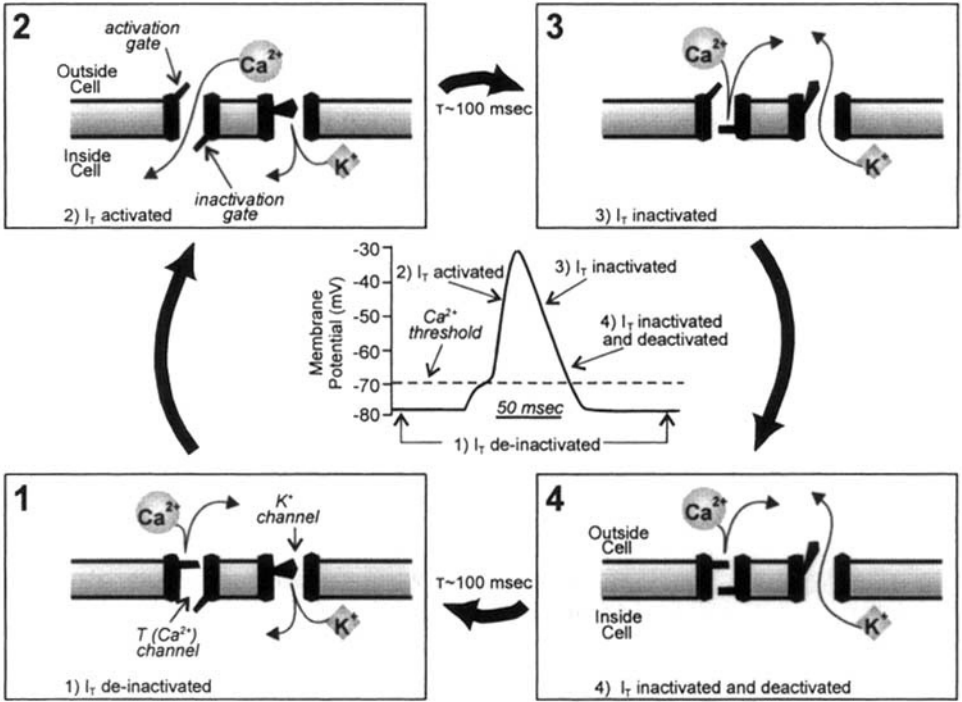 2
activation
gate
Ca2+
Outside
Cell
Inside
Cell
K+
inactivation
gate
2) IT activated
τ~100 msec
3
Ca2+
K+
3) IT inactivated
-30
-40
-50
-60
-70
-80
Membrane
Potential (mV)
2) IT activated
3) IT inactivated
Ca2+
threshold
4) IT inactivated
and deactivated
50 msec
1) IT de-inactivated
1
Ca2+
K+
channel
K+
T (Ca2+)
channel
1) IT de-inactivated
τ~100 msec
4
Ca2+
Outside
Cell
Inside
Cell
K+
4) IT inactivated and deactivated